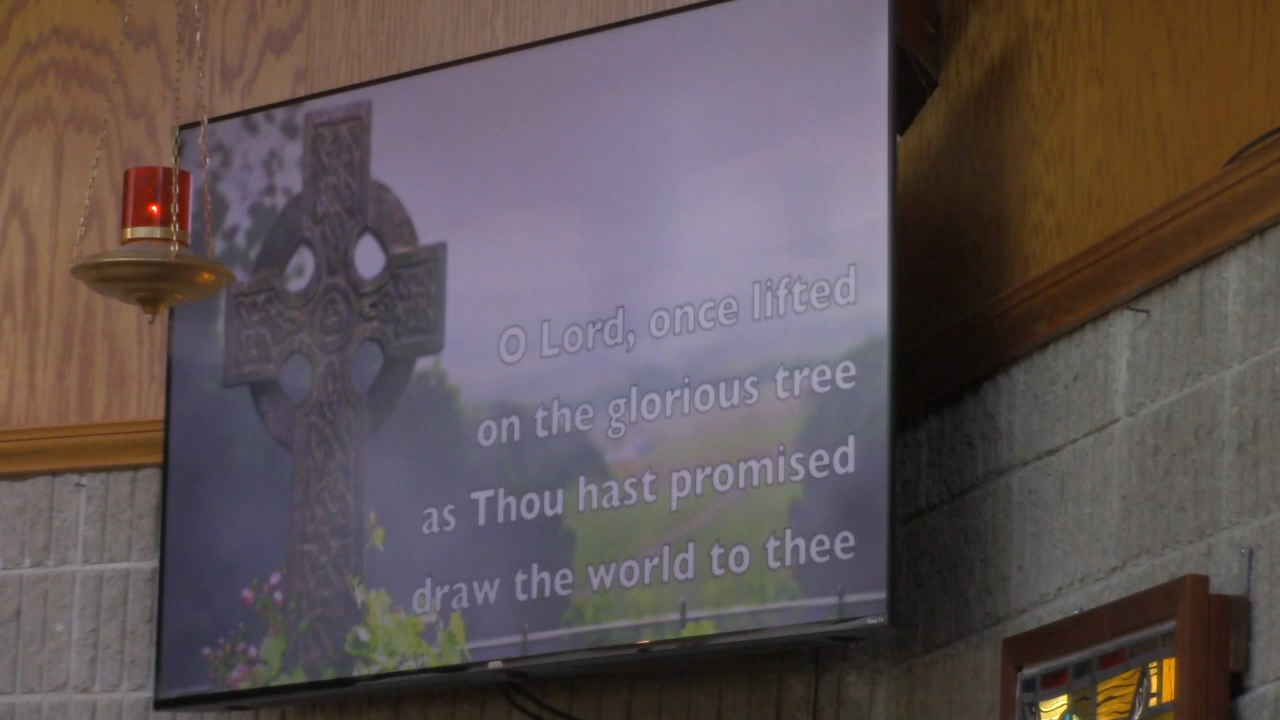 O Lord, once lifted
on the glorious tree
as Thou hast promised
draw the world to thee